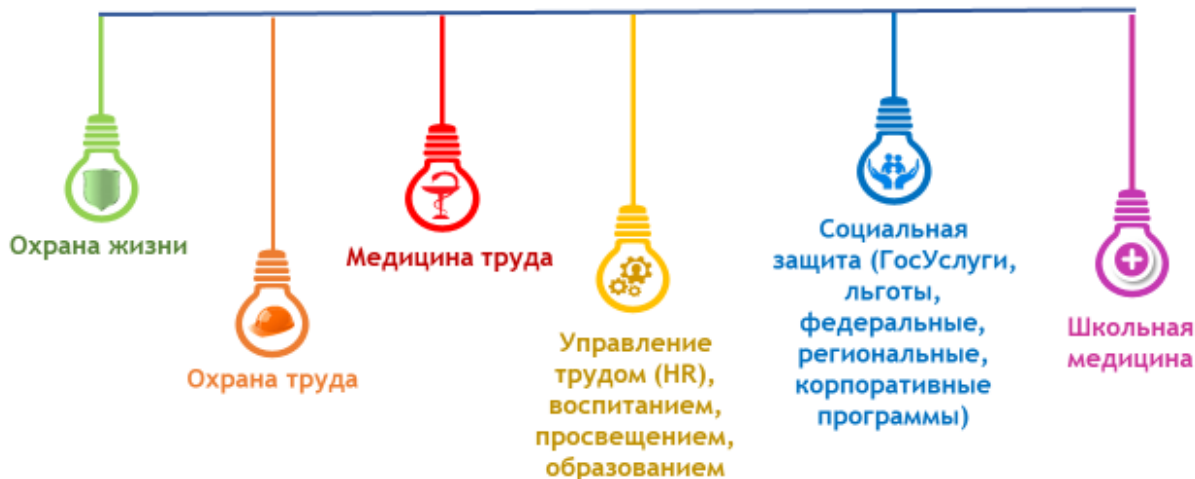 Охрана жизни
Охрана труда
Медицина труда
Управление
трудом (HR),
воспитанием,
просвещением,
образованием
Социальная
защита (ГосУслуги,
льготы,
федеральные,
региональные,
корпоративные
программы)
Школьная
медицина